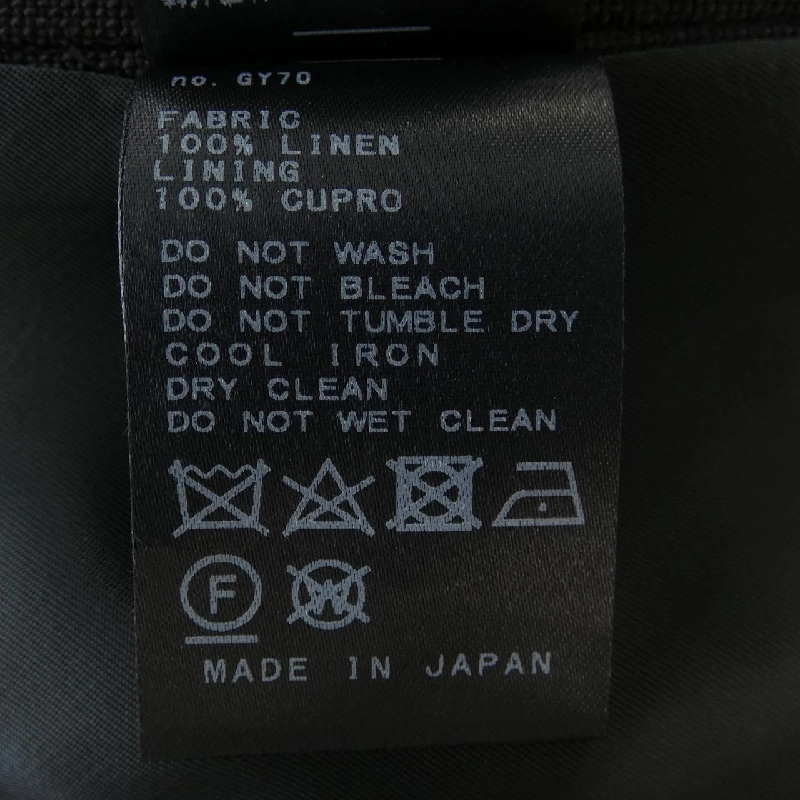 no. GY70
FABRIC
100% LINEN
LINING
100% CUPRO
DO NOT WASH
DO NOT BLEACH
DO NOT TUMBLE DRY
COOL IRON
DRY CLEAN
DO NOT WET CLEAN
F W
MADE IN JAPAN